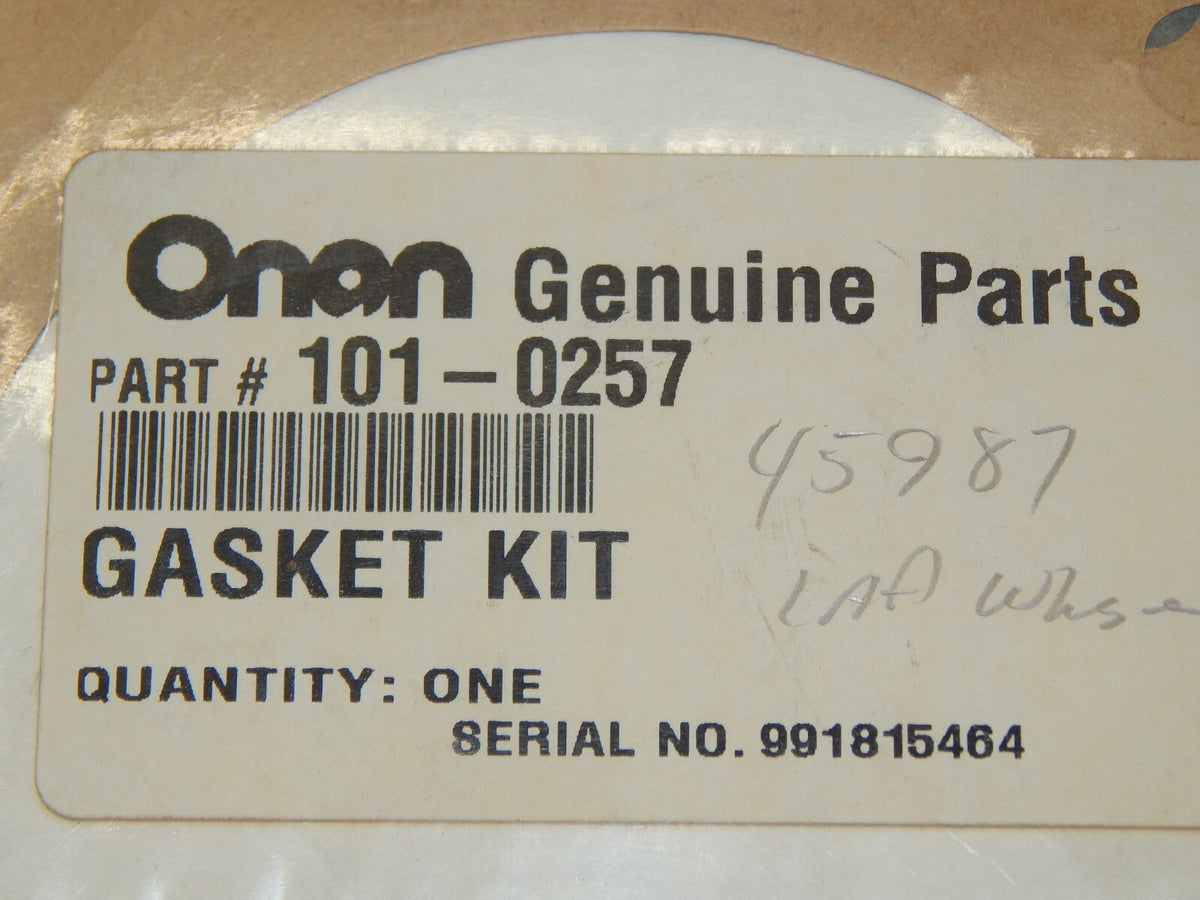 Onan Genuine Parts
PART # 101-0257
45987
GASKET KIT
QUANTITY: ONE
SERIAL NO. 991815464